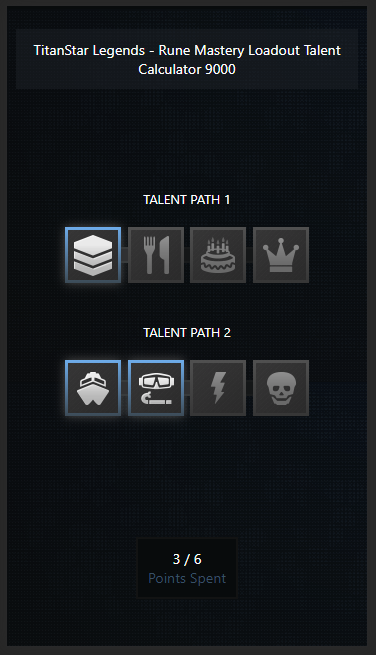 TitanStar Legends - Rune Mastery Loadout Talent
Calculator 9000
TALENT PATH 1
TALENT PATH 2
3 / 6
Points Spent